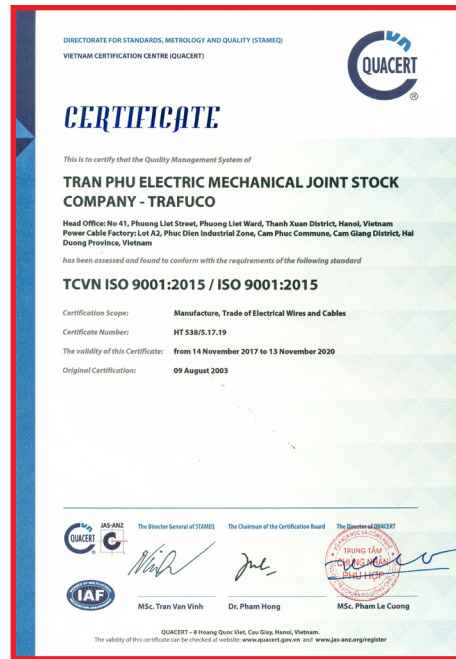 DIRECTORATE FOR STANDARDS, METROLOGY AND QUALITY (STAMEQ)
VIETNAM CERTIFICATION CENTRE (QUACERT)
QUACERT
®
CERTIFICATE
This is to certify that the Quality Management System of
TRAN PHU ELECTRIC MECHANICAL JOINT STOCK
COMPANY - TRAFUCO
Head Office: No 41, Phuong Liet Street, Phuong Liet Ward, Thanh Xuan District, Hanoi, Vietnam
Power Cable Factory: Lot A2, Phuc Dien Industrial Zone, Cam Phuc Commune, Cam Giang District, Hai
Duong Province, Vietnam
has been assessed and found to conform with the requirements of the following standard
TCVN ISO 9001:2015 / ISO 9001:2015
Certification Scope: Manufacture, Trade of Electrical Wires and Cables
Certificate Number: HT 538/5.17.19
The validity of this Certificate: from 14 November 2017 to 13 November 2020
Original Certification: 09 August 2003
QUACERT
JAS-ANZ
The Director General of STAMEQ The Chairman of the Certification Board The Director of QUACERT
TRUNG TÂM
CHỨNG NHẬN
PHÙ HỢP
IAF
MSc. Tran Van Vinh Dr. Pham Hong MSc. Pham Le Cuong
QUACERT – 8 Hoang Quoc Viet, Cau Giay, Hanoi, Vietnam.
The validity of this certificate can be checked at website: www.quacert.gov.vn and www.jas-anz.org/register